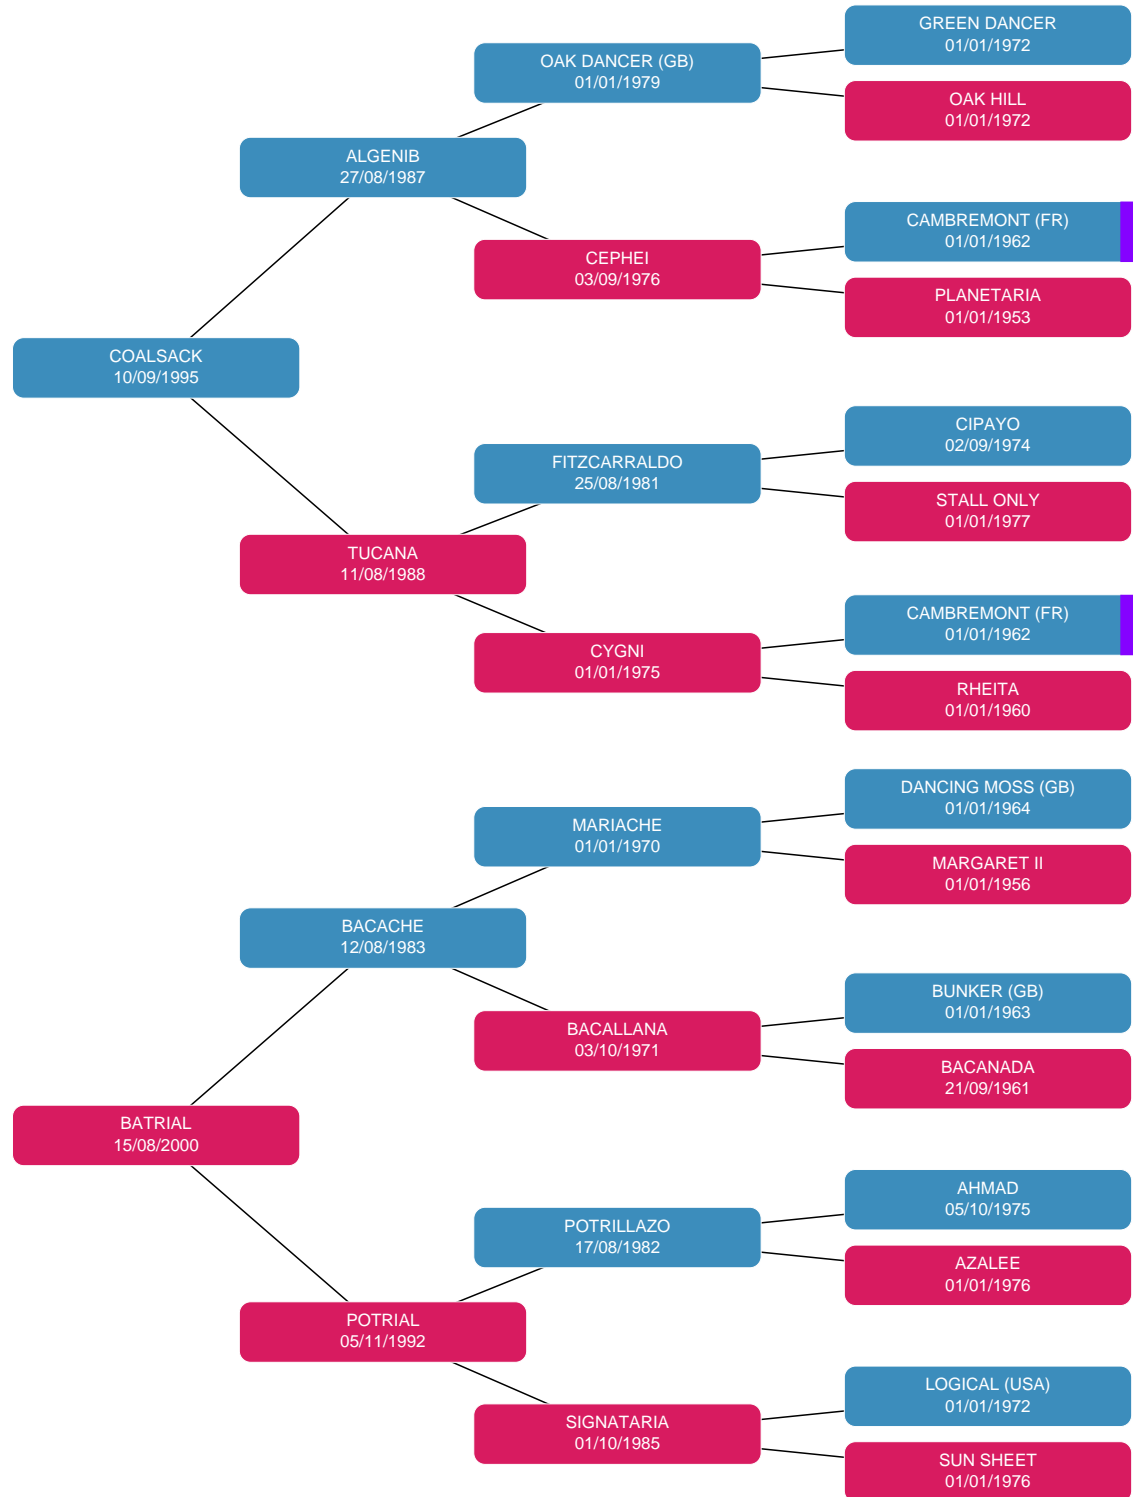 GREEN DANCER
01/01/1972
OAK DANCER (GB)
01/01/1979
OAK HILL
01/01/1972
ALGENIB
27/08/1987
CAMBREMONT (FR)
01/01/1962
CEPHEI
03/09/1976
PLANETARIA
01/01/1953
COALSACK
10/09/1995
CIPAYO
02/09/1974
FITZCARRALDO
25/08/1981
STALL ONLY
01/01/1977
TUCANA
11/08/1988
CAMBREMONT (FR)
01/01/1962
CYGNI
01/01/1975
RHEITA
01/01/1960
DANCING MOSS (GB)
01/01/1964
MARIACHE
01/01/1970
MARGARET II
01/01/1956
BACACHE
12/08/1983
BUNKER (GB)
01/01/1963
BACALLANA
03/10/1971
BACANADA
21/09/1961
BATRIAL
15/08/2000
AHMAD
05/10/1975
POTRILLAZO
17/08/1982
AZALEE
01/01/1976
POTRIAL
05/11/1992
LOGICAL (USA)
01/01/1972
SIGNATARIA
01/10/1985
SUN SHEET
01/01/1976